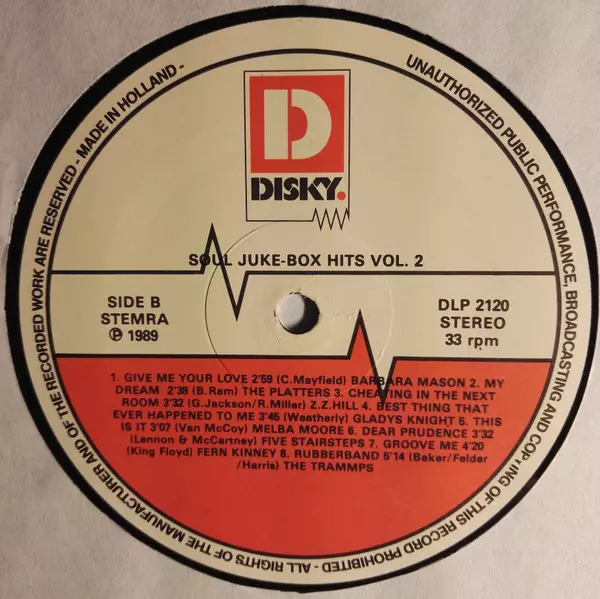 D
DISKY.
SOUL JUKE-BOX HITS VOL. 2
SIDE B
STEMRA
Ⓟ 1989
DLP 2120
STEREO
33 rpm
1. GIVE ME YOUR LOVE 2'59 (C.Mayfield) BARBARA MASON 2. MY
DREAM 2'38 (B.Ram) THE PLATTERS 3. CHEATING IN THE NEXT
ROOM 3'32 (G.Jackson/R.Miller) Z.Z.HILL 4. BEST THING THAT
EVER HAPPENED TO ME 3'45 (Weatherly) GLADYS KNIGHT 5. THIS
IS IT 3'07 (Van McCoy) MELBA MOORE 6. DEAR PRUDENCE 3'32
(Lennon & McCartney) FIVE STAIRSTEPS 7. GROOVE ME 4'20
(King Floyd) FERN KINNEY 8. RUBBERBAND 5'14 (Baker/Felder
/Harris) THE TRAMMPS
- ALL RIGHTS OF THE MANUFACTURER AND OF THE RECORDED WORK ARE RESERVED - MADE IN HOLLAND -
UNAUTHORIZED PUBLIC PERFORMANCE, BROADCASTING AND COPYING OF THIS RECORD PROHIBITED